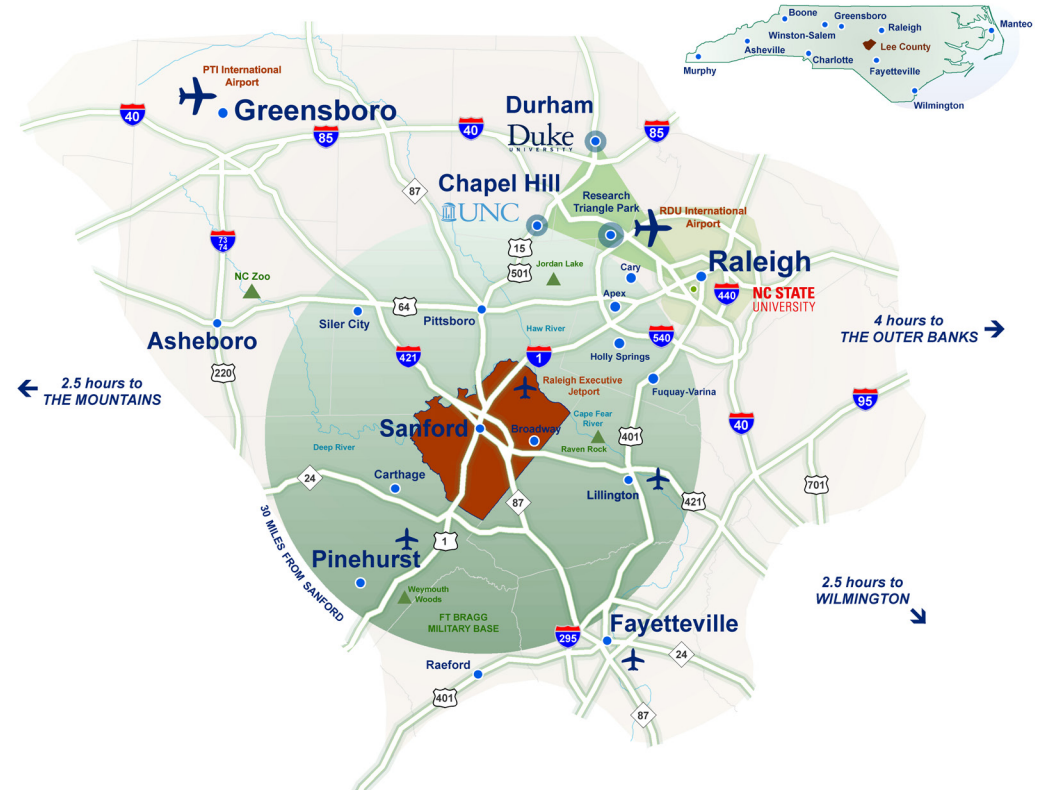 Boone
Greensboro
Winston-Salem
Raleigh
Manteo
Asheville
Lee County
Murphy
Charlotte
Fayetteville
Wilmington
PTI International
Airport
Greensboro
40
85
40
85
Durham
Duke
UNIVERSITY
87
Chapel Hill
UNC
Research
Triangle Park
RDU International
Airport
73
74
15
501
Jordan Lake
NC Zoo
Cary
Raleigh
Apex
440
NC STATE
UNIVERSITY
64
Siler City
Pittsboro
Haw River
540
Asheboro
4 hours to
THE OUTER BANKS
421
1
Holly Springs
220
2.5 hours to
THE MOUNTAINS
Raleigh Executive
Jetport
Fuquay-Varina
95
Cape Fear
River
40
Sanford
Broadway
401
Raven Rock
Deep River
Carthage
24
Lillington
421
701
87
1
30 MILES FROM SANFORD
Pinehurst
Weymouth
Woods
2.5 hours to
WILMINGTON
FT BRAGG
MILITARY BASE
295
Fayetteville
24
Raeford
401
87